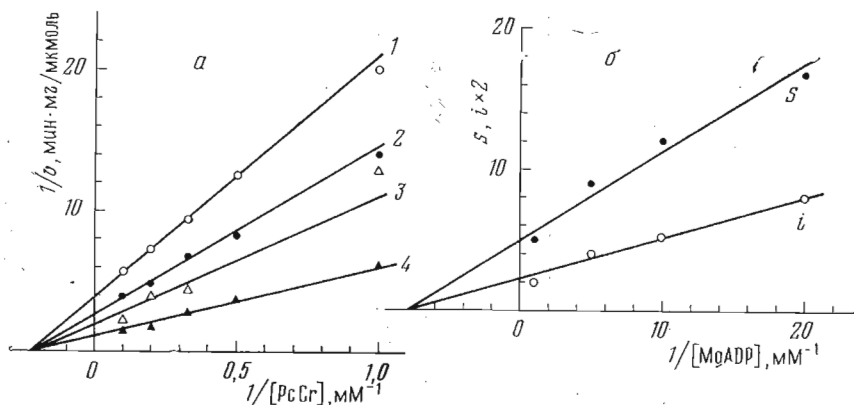 а
20
10
1/v, мин·мг/мкмоль
1
2
3
4
0
0,5
1,0
1/[PcCr], мМ⁻¹
б
20
10
s, i×2
s
i
0
10
20
1/[MgADP], мМ⁻¹